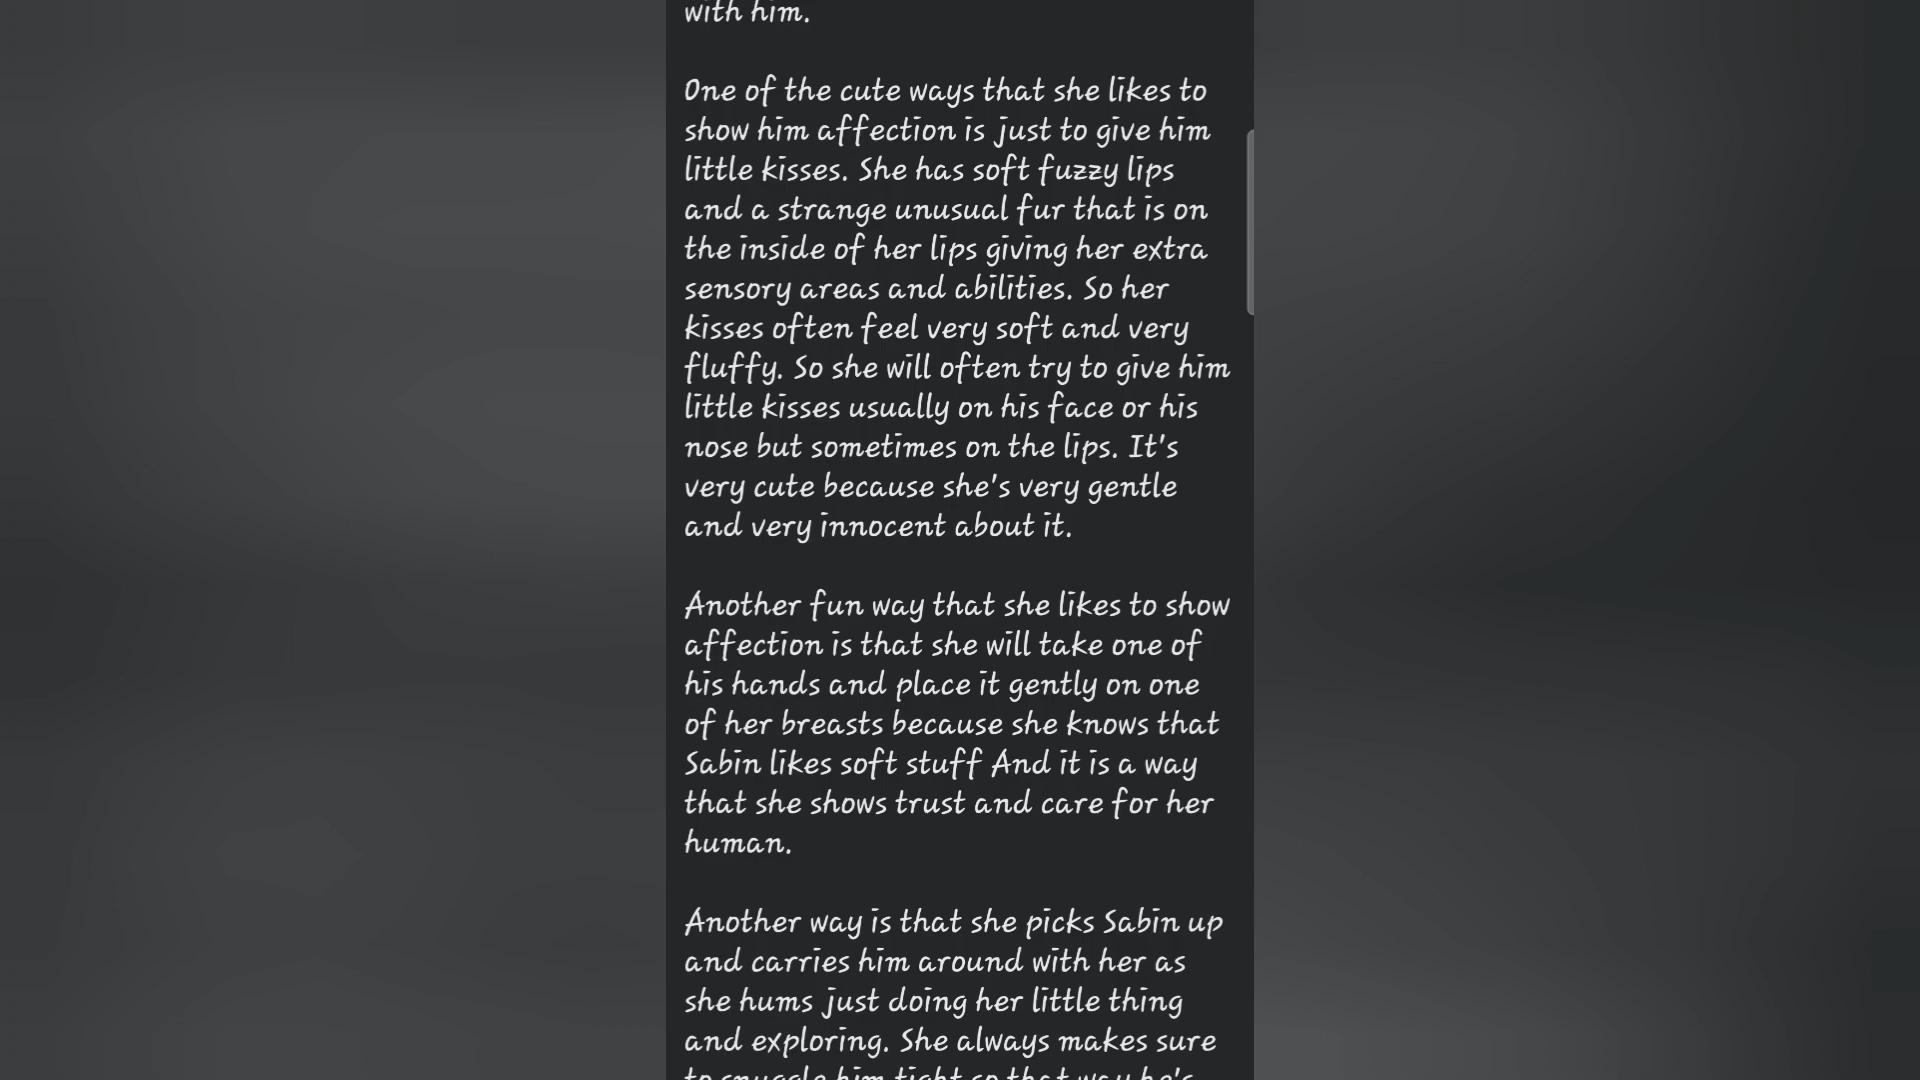 with him.
One of the cute ways that she likes to
show him affection is just to give him
little kisses. She has soft fuzzy lips
and a strange unusual fur that is on
the inside of her lips giving her extra
sensory areas and abilities. So her
kisses often feel very soft and very
fluffy. So she will often try to give him
little kisses usually on his face or his
nose but sometimes on the lips. It's
very cute because she's very gentle
and very innocent about it.
Another fun way that she likes to show
affection is that she will take one of
his hands and place it gently on one
of her breasts because she knows that
Sabin likes soft stuff And it is a way
that she shows trust and care for her
human.
Another way is that she picks Sabin up
and carries him around with her as
she hums just doing her little thing
and exploring. She always makes sure
to snuggle him tight so that way he's